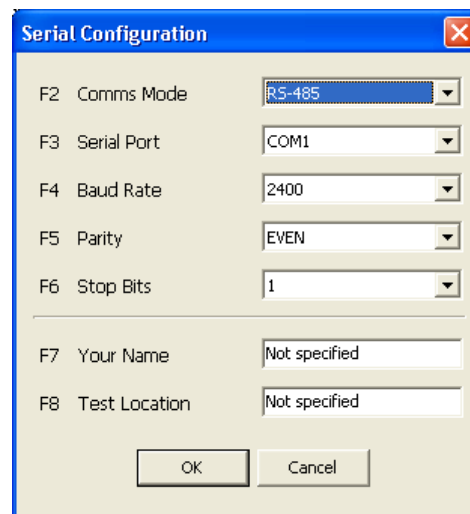 Serial Configuration
F2 Comms Mode RS-485
F3 Serial Port COM1
F4 Baud Rate 2400
F5 Parity EVEN
F6 Stop Bits 1
F7 Your Name Not specified
F8 Test Location Not specified
OK Cancel